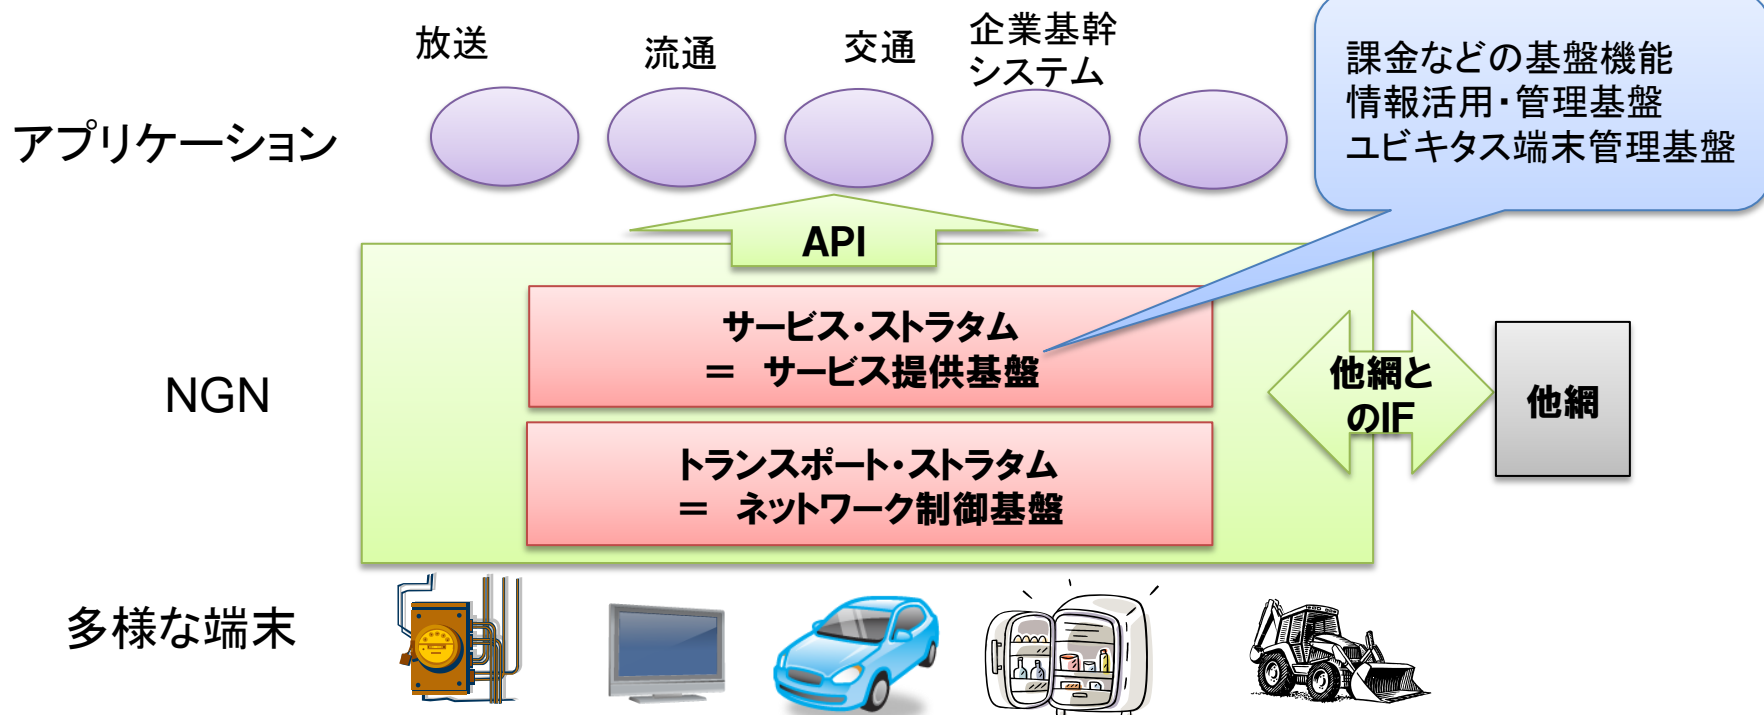 放送
流通
交通
企業基幹
システム
課金などの基盤機能
情報活用・管理基盤
ユビキタス端末管理基盤
アプリケーション
API
サービス・ストラタム
＝　サービス提供基盤
NGN
他網と
のIF
他網
トランスポート・ストラタム
＝　ネットワーク制御基盤
多様な端末